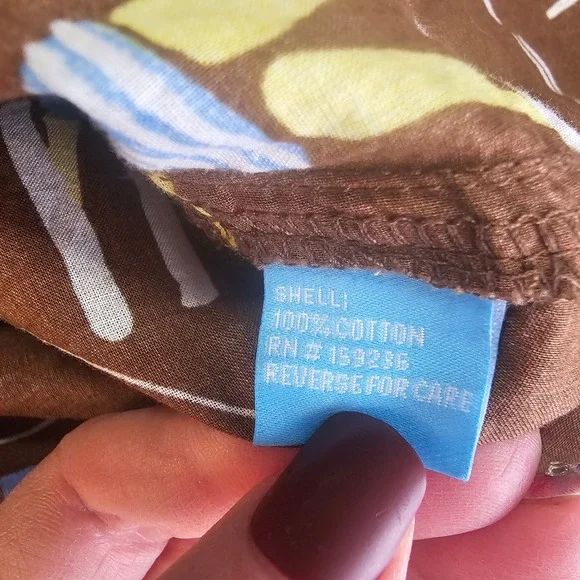 SHELL:
100% COTTON
RN # 159236
REVERSE FOR CARE